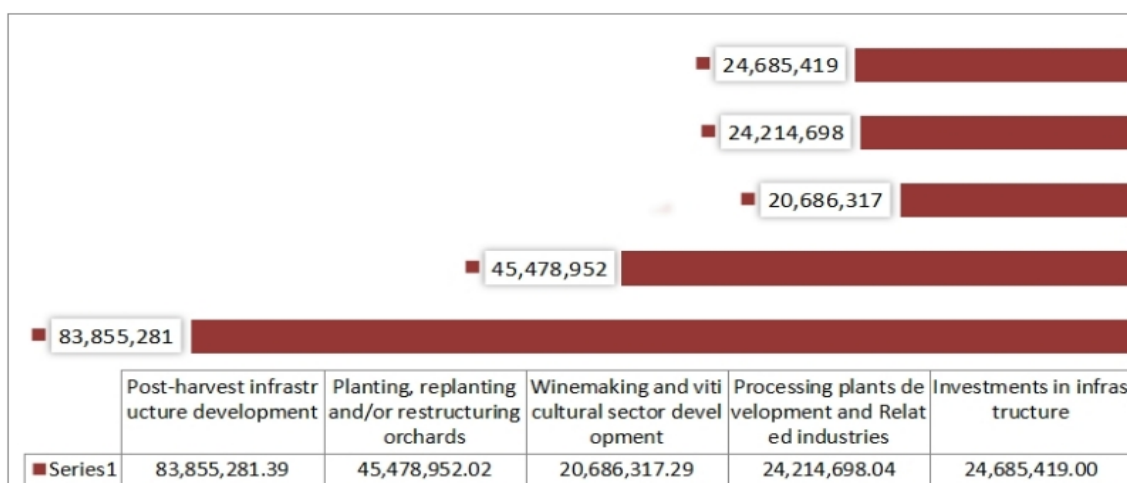 24,685,419
24,214,698
20,686,317
45,478,952
83,855,281
Post-harvest infrastr
ucture development
Planting, replanting
and/or restructuring
orchards
Winemaking and viti
cultural sector devel
opment
Processing plants de
velopment and Relat
ed industries
Investments in infras
tructure
Series1 83,855,281.39 45,478,952.02 20,686,317.29 24,214,698.04 24,685,419.00